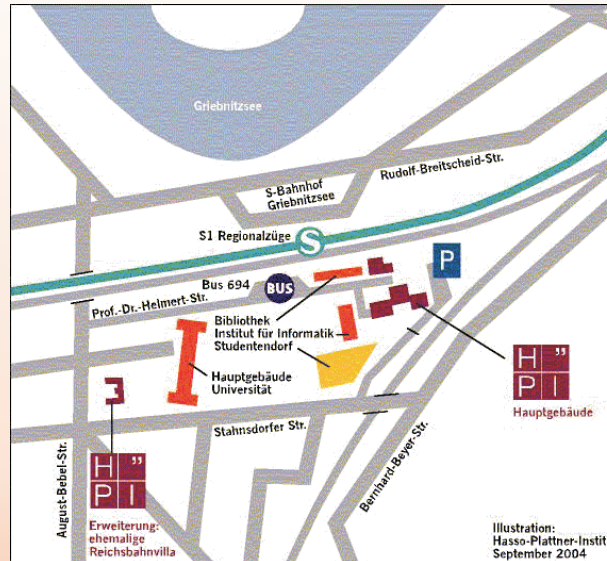 Griebnitzsee
Rudolf-Breitscheid-Str.
S-Bahnhof
Griebnitzsee
S1 Regionalzüge
S
P
Bus 694
BUS
Prof.-Dr.-Helmert-Str.
Bibliothek
Institut für Informatik
Studentendorf
Hauptgebäude
Universität
H ”
P I
Hauptgebäude
Stahnsdorfer Str.
August-Bebel-Str.
Bernhard-Beyer-Str.
H ”
P I
Erweiterung:
ehemalige
Reichsbahnvilla
Illustration:
Hasso-Plattner-Instit
September 2004